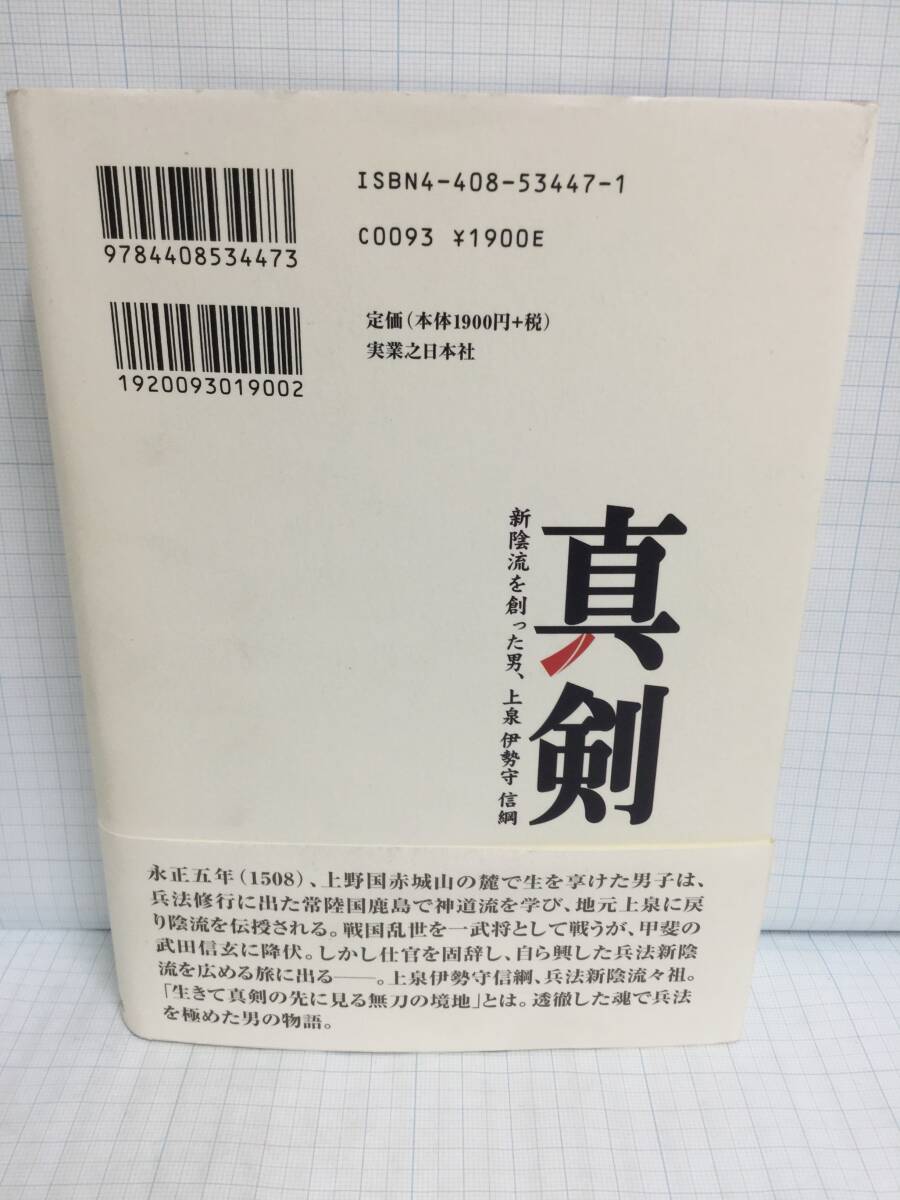 ISBN4-408-53447-1
9784408534473
C0093 ¥1900E
定価(本体1900円+税)
1920093019002
実業之日本社
真剣
新陰流を創った男、上泉伊勢守信綱
永正五年(1508)、上野国赤城山の麓で生を享けた男子は、
兵法修行に出た常陸国鹿島で神道流を学び、地元上泉に戻
り陰流を伝授される。戦国乱世を一武将として戦うが、甲斐の
武田信玄に降伏。しかし仕官を固辞し、自ら興した兵法新陰
流を広める旅に出る──。上泉伊勢守信綱、兵法新陰流々祖。
「生きて真剣の先に見る無刀の境地」とは。透徹した魂で兵法
を極めた男の物語。